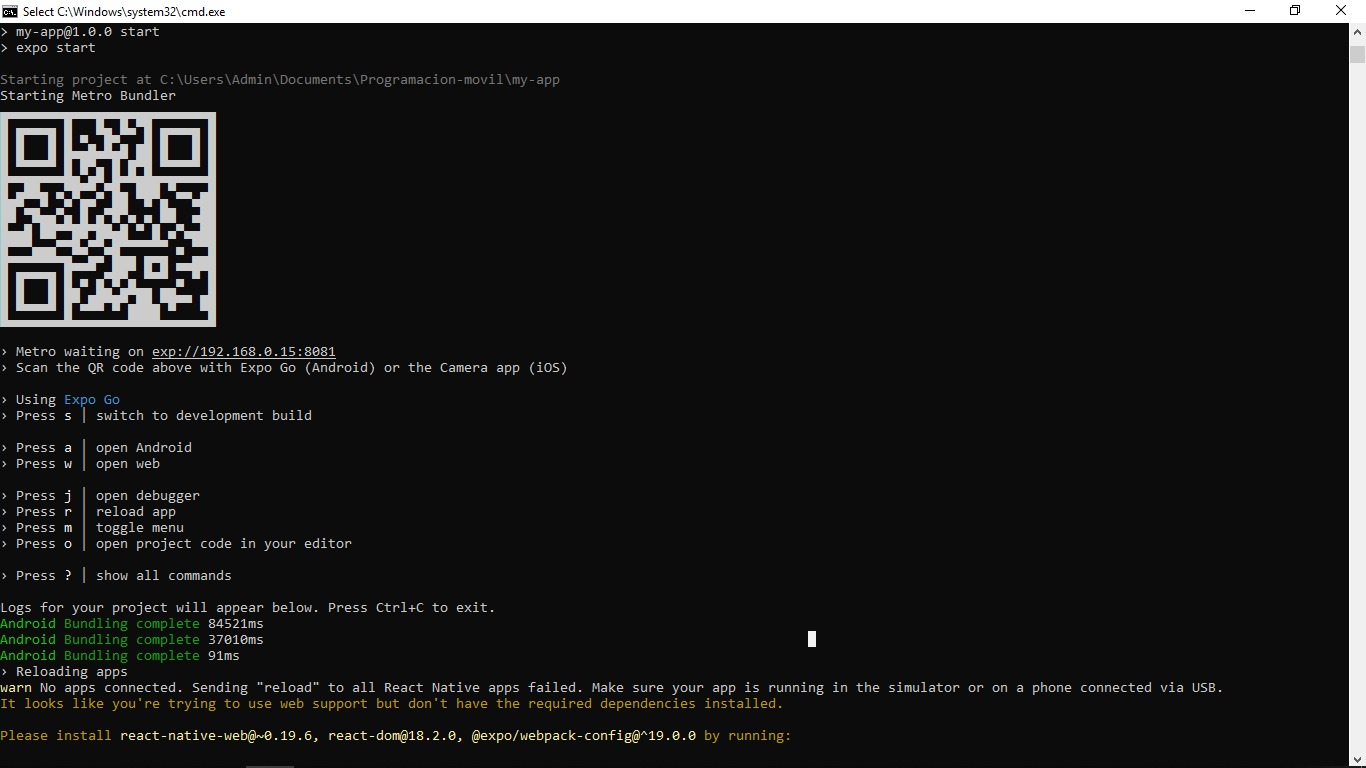 Select C:\Windows\system32\cmd.exe
> my-app@1.0.0 start
> expo start
Starting project at C:\Users\Admin\Documents\Programacion-movil\my-app
Starting Metro Bundler
› Metro waiting on exp://192.168.0.15:8081
› Scan the QR code above with Expo Go (Android) or the Camera app (iOS)
› Using Expo Go
› Press s │ switch to development build
› Press a │ open Android
› Press w │ open web
› Press j │ open debugger
› Press r │ reload app
› Press m │ toggle menu
› Press o │ open project code in your editor
› Press ? │ show all commands
Logs for your project will appear below. Press Ctrl+C to exit.
Android Bundling complete 84521ms
Android Bundling complete 37010ms
Android Bundling complete 91ms
› Reloading apps
warn No apps connected. Sending "reload" to all React Native apps failed. Make sure your app is running in the simulator or on a phone connected via USB.
It looks like you're trying to use web support but don't have the required dependencies installed.
Please install react-native-web@~0.19.6, react-dom@18.2.0, @expo/webpack-config@^19.0.0 by running: